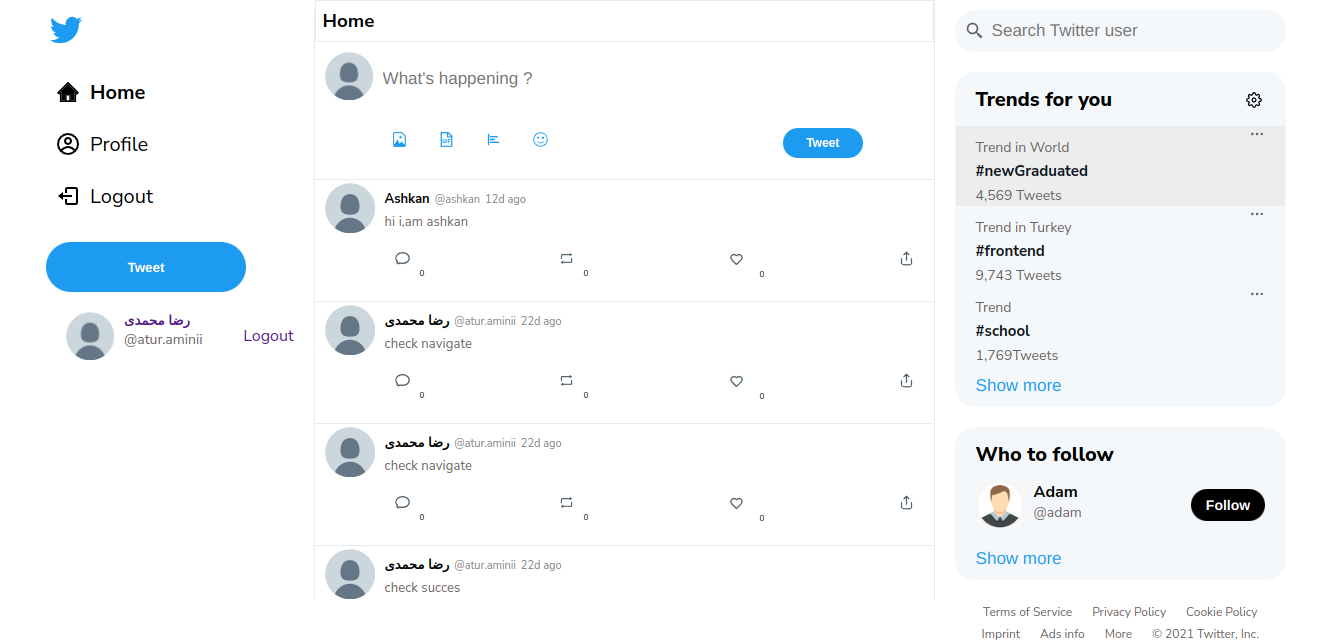 Home
Profile
Logout
Tweet
رضا محمدی
@atur.aminii
Logout
Home
What's happening ?
GIF
Tweet
Ashkan @ashkan 12d ago
hi i,am ashkan
0 0 0
رضا محمدی @atur.aminii 22d ago
check navigate
0 0 0
رضا محمدی @atur.aminii 22d ago
check navigate
0 0 0
رضا محمدی @atur.aminii 22d ago
check succes
Search Twitter user
Trends for you
Trend in World
#newGraduated
4,569 Tweets
Trend in Turkey
#frontend
9,743 Tweets
Trend
#school
1,769Tweets
Show more
Who to follow
Adam
@adam
Follow
Show more
Terms of Service Privacy Policy Cookie Policy
Imprint Ads info More © 2021 Twitter, Inc.